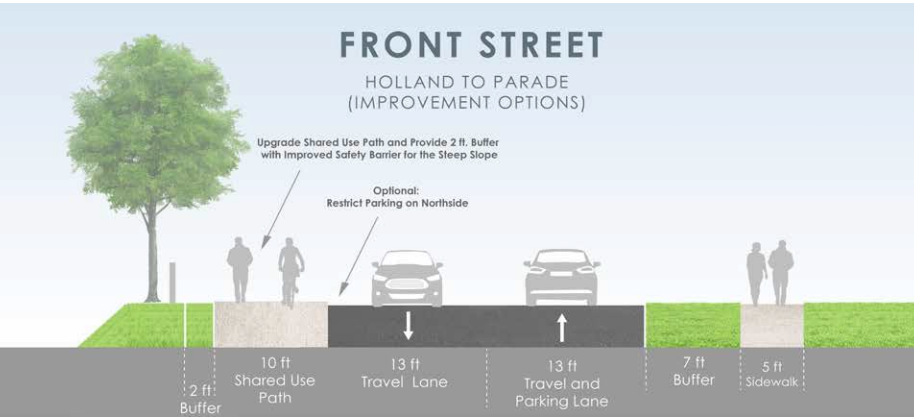 FRONT STREET
HOLLAND TO PARADE
(IMPROVEMENT OPTIONS)
Upgrade Shared Use Path and Provide 2 ft. Buffer
with Improved Safety Barrier for the Steep Slope
Optional:
Restrict Parking on Northside
2 ft
Buffer
10 ft
Shared Use
Path
13 ft
Travel Lane
13 ft
Travel and
Parking Lane
7 ft
Buffer
5 ft
Sidewalk